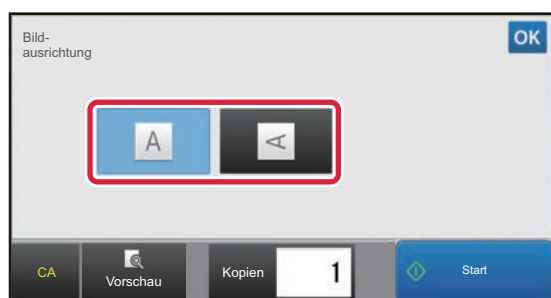 Bild-
ausrichtung
OK
A
A
CA
Vorschau
Kopien
1
Start